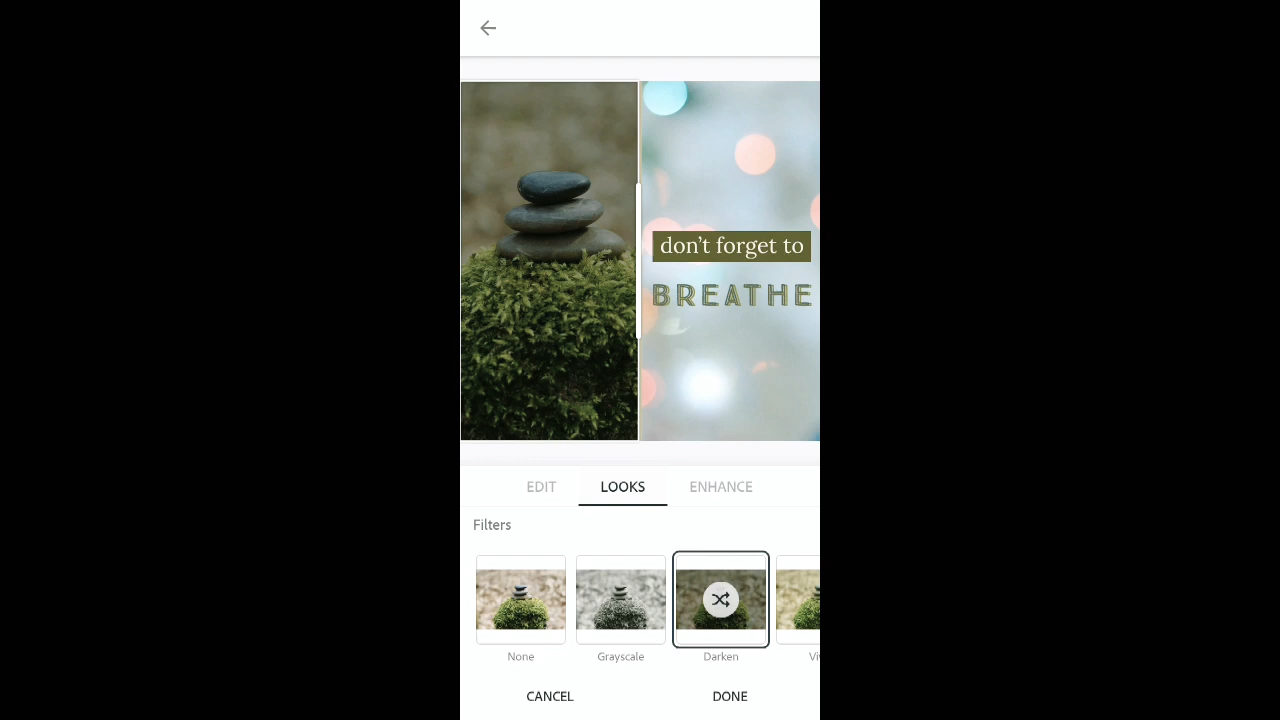 don't forget to
BREATHE
EDIT LOOKS ENHANCE
Filters
None Grayscale Darken
CANCEL DONE